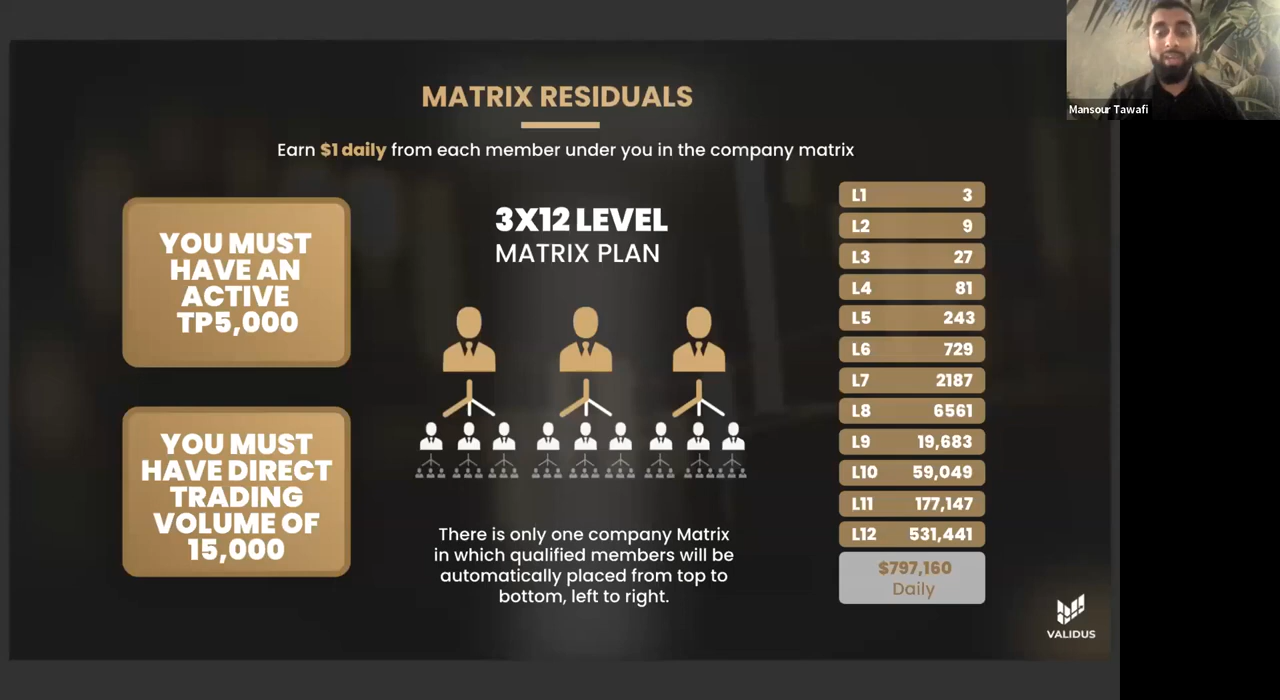 MATRIX RESIDUALS
Earn $1 daily from each member under you in the company matrix
YOU MUST
HAVE AN
ACTIVE
TP5,000
YOU MUST
HAVE DIRECT
TRADING
VOLUME OF
15,000
3X12 LEVEL
MATRIX PLAN
There is only one company Matrix
in which qualified members will be
automatically placed from top to
bottom, left to right.
L1 3
L2 9
L3 27
L4 81
L5 243
L6 729
L7 2187
L8 6561
L9 19,683
L10 59,049
L11 177,147
L12 531,441
$797,160
Daily
VALIDUS
Mansour Tawafi